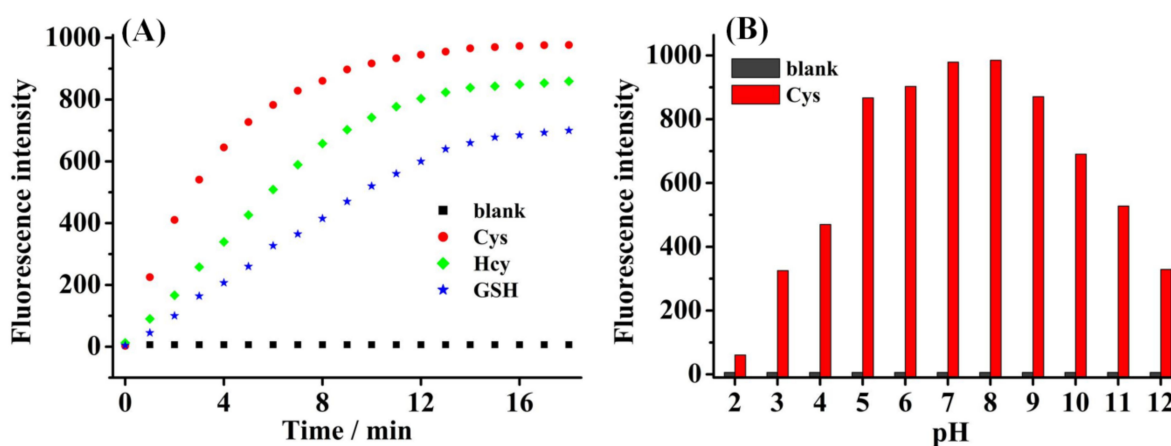 (A)
Fluorescence intensity
1000
800
600
400
200
0
blank
Cys
Hcy
GSH
0 4 8 12 16
Time / min
(B)
Fluorescence intensity
1000
800
600
400
200
0
blank
Cys
2 3 4 5 6 7 8 9 10 11 12
pH